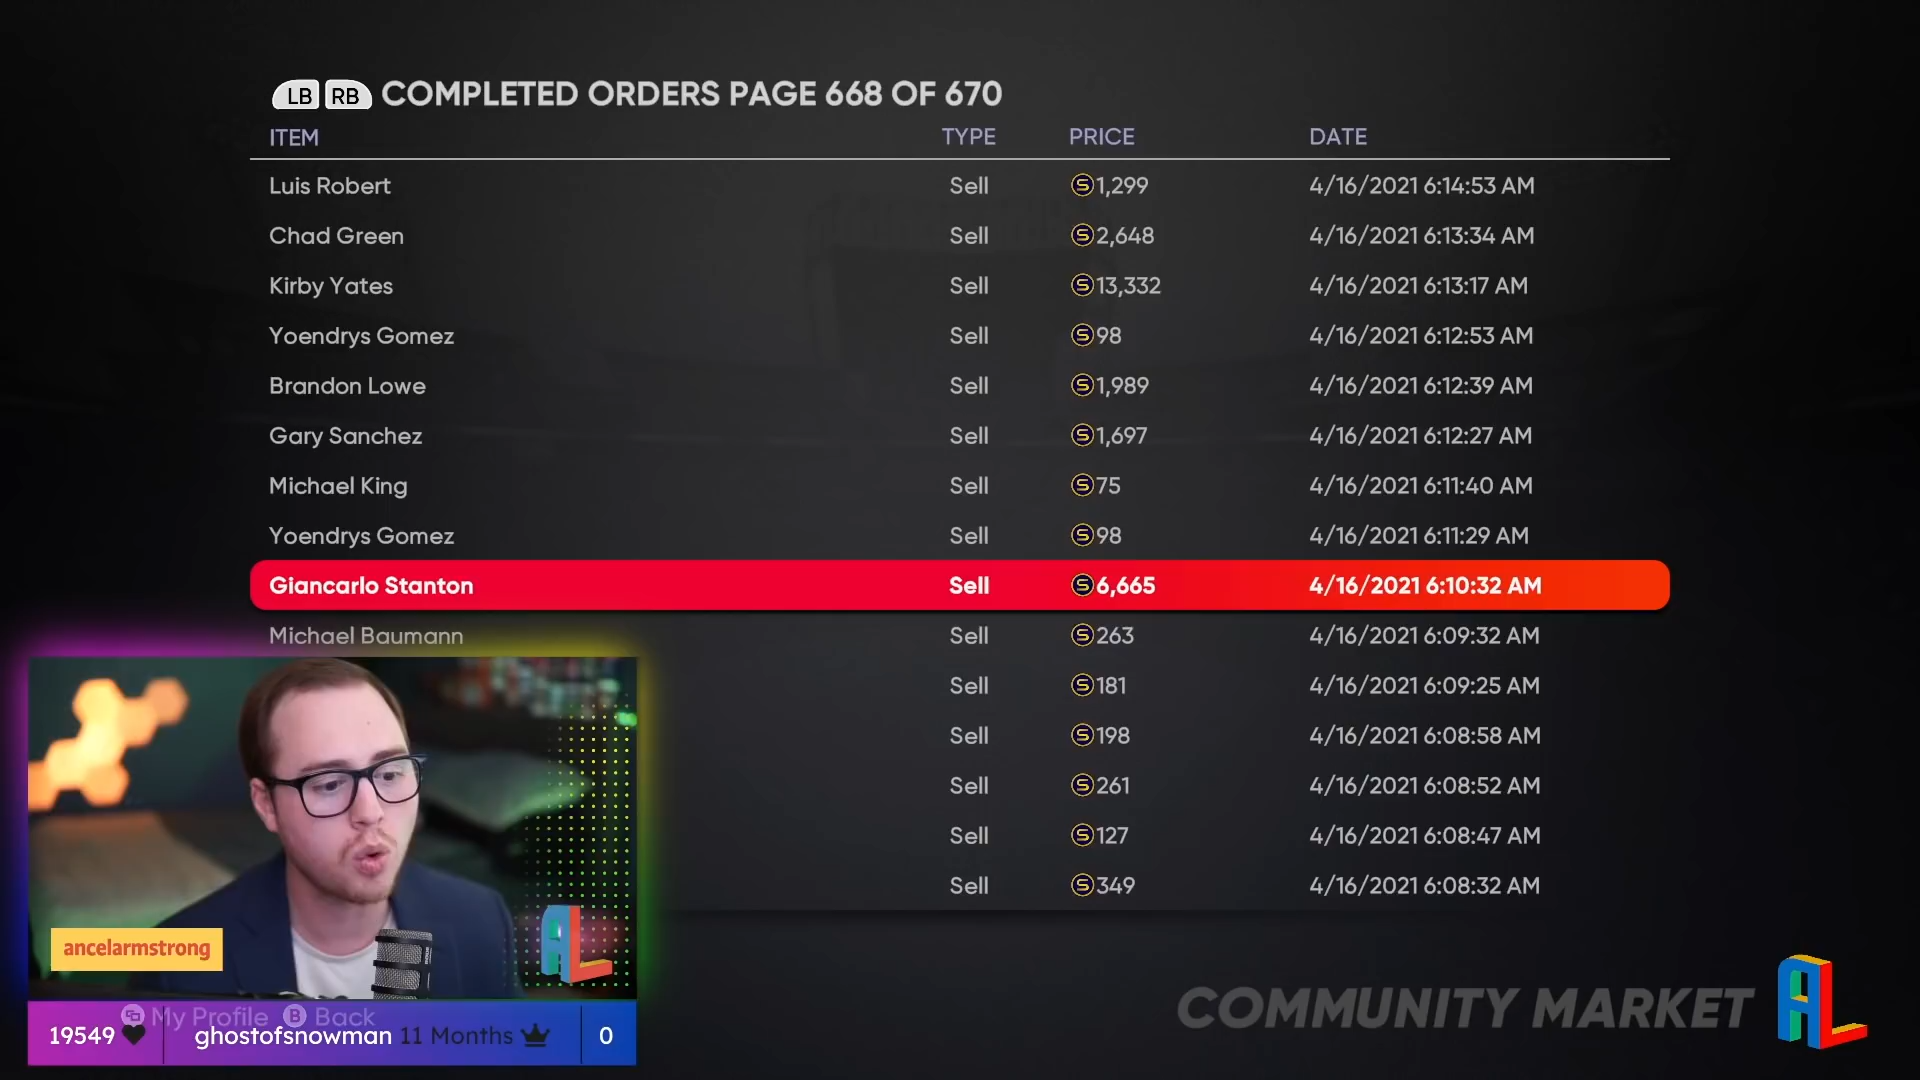 LB RB COMPLETED ORDERS PAGE 668 OF 670
ITEM TYPE PRICE DATE
Luis Robert Sell 1,299 4/16/2021 6:14:53 AM
Chad Green Sell 2,648 4/16/2021 6:13:34 AM
Kirby Yates Sell 13,332 4/16/2021 6:13:17 AM
Yoendrys Gomez Sell 98 4/16/2021 6:12:53 AM
Brandon Lowe Sell 1,989 4/16/2021 6:12:39 AM
Gary Sanchez Sell 1,697 4/16/2021 6:12:27 AM
Michael King Sell 75 4/16/2021 6:11:40 AM
Yoendrys Gomez Sell 98 4/16/2021 6:11:29 AM
Giancarlo Stanton Sell 6,665 4/16/2021 6:10:32 AM
Michael Baumann Sell 263 4/16/2021 6:09:32 AM
Sell 181 4/16/2021 6:09:25 AM
Sell 198 4/16/2021 6:08:58 AM
Sell 261 4/16/2021 6:08:52 AM
Sell 127 4/16/2021 6:08:47 AM
Sell 349 4/16/2021 6:08:32 AM
ancelarmstrong
AL
My Profile B Back
19549 ghostofsnowman 11 Months 0
COMMUNITY MARKET AL